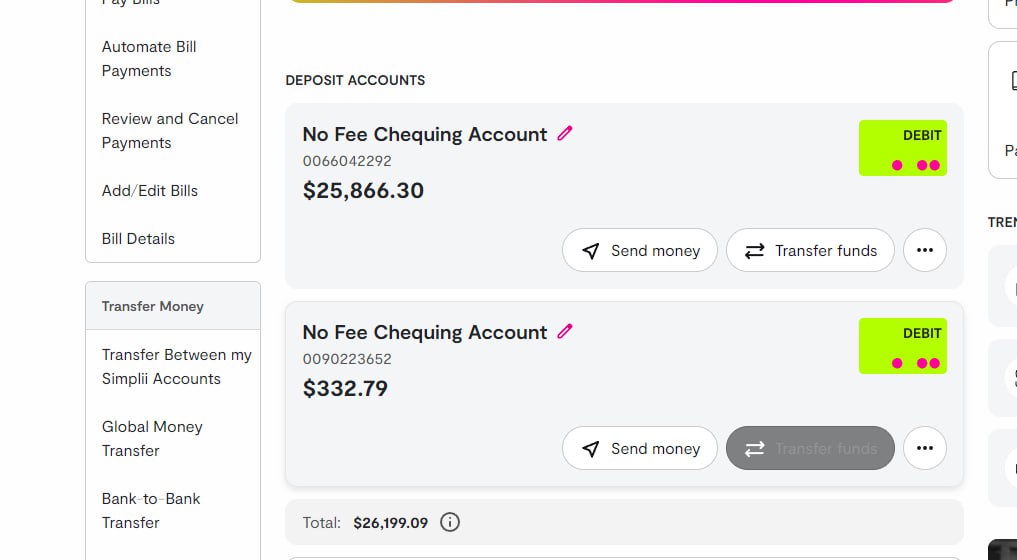 Pay Bills
Automate Bill
Payments
Review and Cancel
Payments
Add/Edit Bills
Bill Details
Transfer Money
Transfer Between my
Simplii Accounts
Global Money
Transfer
Bank-to-Bank
Transfer
DEPOSIT ACCOUNTS
No Fee Chequing Account
DEBIT
0066042292
$25,866.30
Send money
Transfer funds
No Fee Chequing Account
DEBIT
0090223652
$332.79
Send money
Transfer funds
Total: $26,199.09